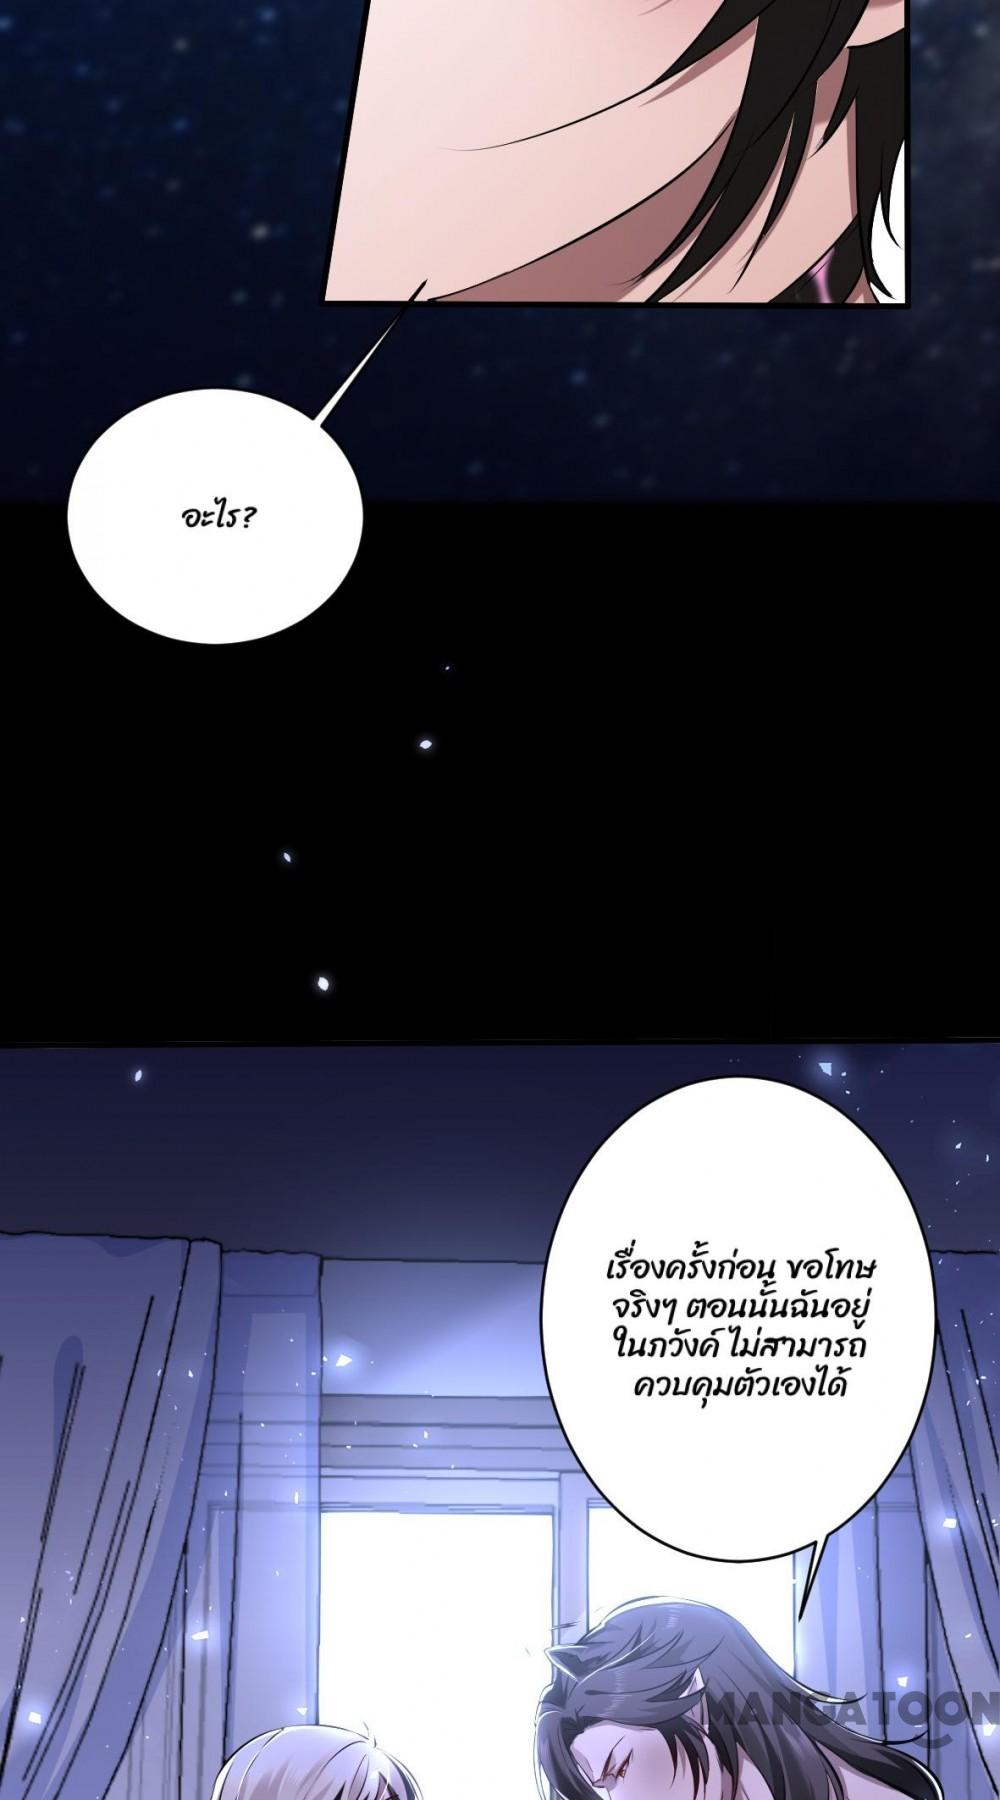 อะไร?
เรื่องครั้งก่อน ขอโทษ
จริงๆ ตอนนั้นฉันอยู่
ในภวังค์ ไม่สามารถ
ควบคุมตัวเองได้
MANGATOON